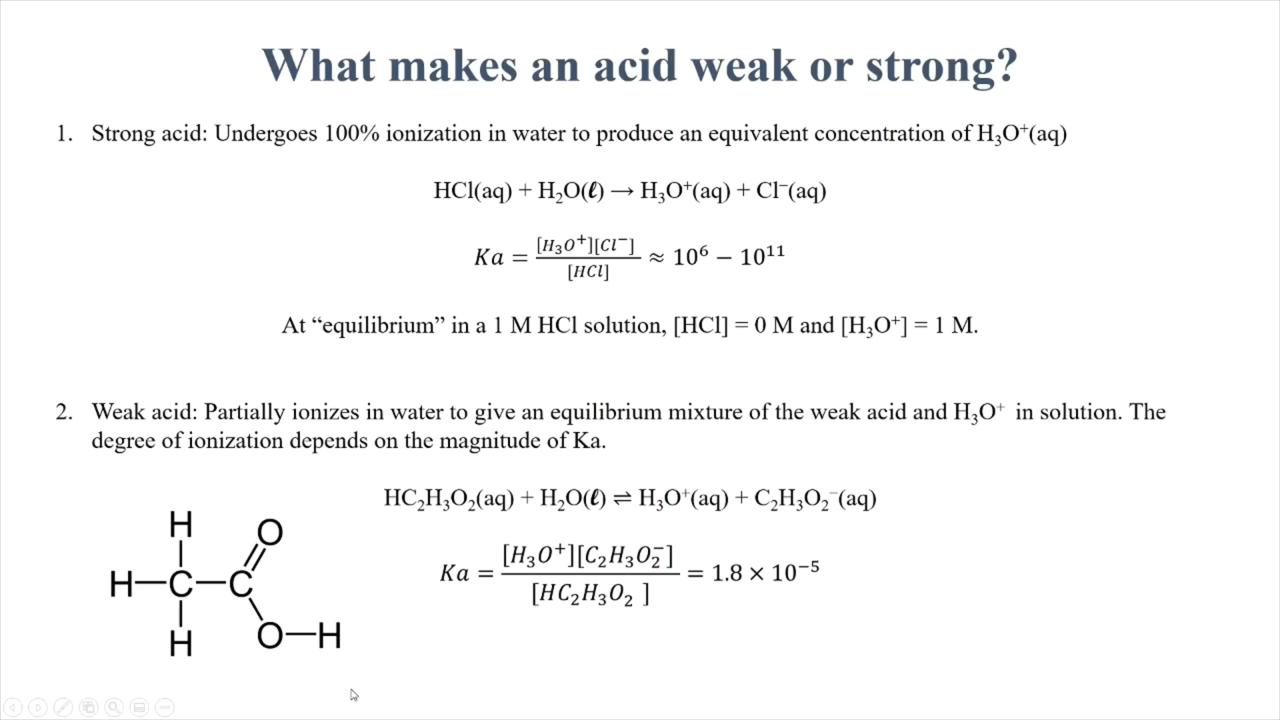 What makes an acid weak or strong?
1. Strong acid: Undergoes 100% ionization in water to produce an equivalent concentration of H₃O⁺(aq)
HCl(aq) + H₂O(ℓ) → H₃O⁺(aq) + Cl⁻(aq)
Ka = [H₃O⁺][Cl⁻] / [HCl] ≈ 10⁶ − 10¹¹
At “equilibrium” in a 1 M HCl solution, [HCl] = 0 M and [H₃O⁺] = 1 M.
2. Weak acid: Partially ionizes in water to give an equilibrium mixture of the weak acid and H₃O⁺ in solution. The
degree of ionization depends on the magnitude of Ka.
HC₂H₃O₂(aq) + H₂O(ℓ) ⇌ H₃O⁺(aq) + C₂H₃O₂⁻(aq)
Ka = [H₃O⁺][C₂H₃O₂⁻] / [HC₂H₃O₂ ] = 1.8 × 10⁻⁵
H O
H–C–C
H O–H